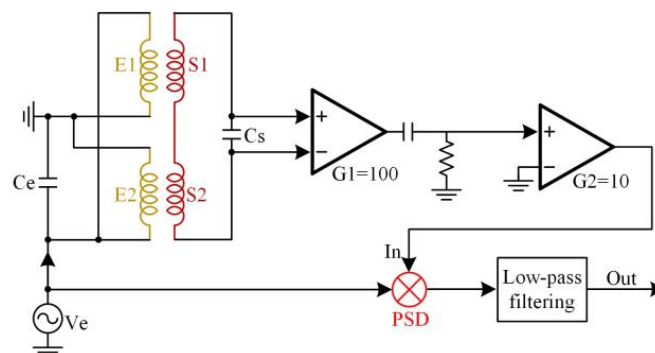 E1
S1
+
−
Cs
G1=100
+
−
G2=10
Ce
E2
S2
In
Ve
PSD
Low-pass
filtering
Out